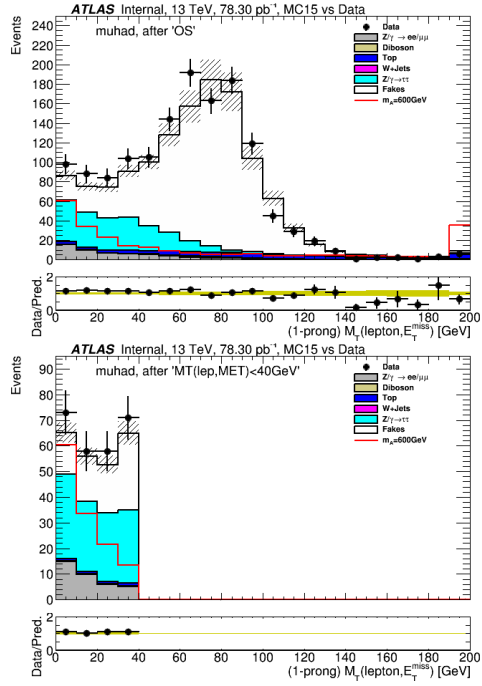 ATLAS Internal, 13 TeV, 78.30 pb⁻¹, MC15 vs Data
Events
240
220
200
180
160
140
120
100
80
60
40
20
0
muhad, after 'OS'
Data
Z/γ → ee/μμ
Diboson
Top
W+Jets
Z/γ→ττ
Fakes
m_A=600GeV
Data/Pred.
2
0
0 20 40 60 80 100 120 140 160 180 200
(1-prong) M_T(lepton,E_T^miss) [GeV]
ATLAS Internal, 13 TeV, 78.30 pb⁻¹, MC15 vs Data
Events
90
80
70
60
50
40
30
20
10
0
muhad, after 'MT(lep,MET)<40GeV'
Data
Z/γ → ee/μμ
Diboson
Top
W+Jets
Z/γ→ττ
Fakes
m_A=600GeV
Data/Pred.
2
0
0 20 40 60 80 100 120 140 160 180 200
(1-prong) M_T(lepton,E_T^miss) [GeV]